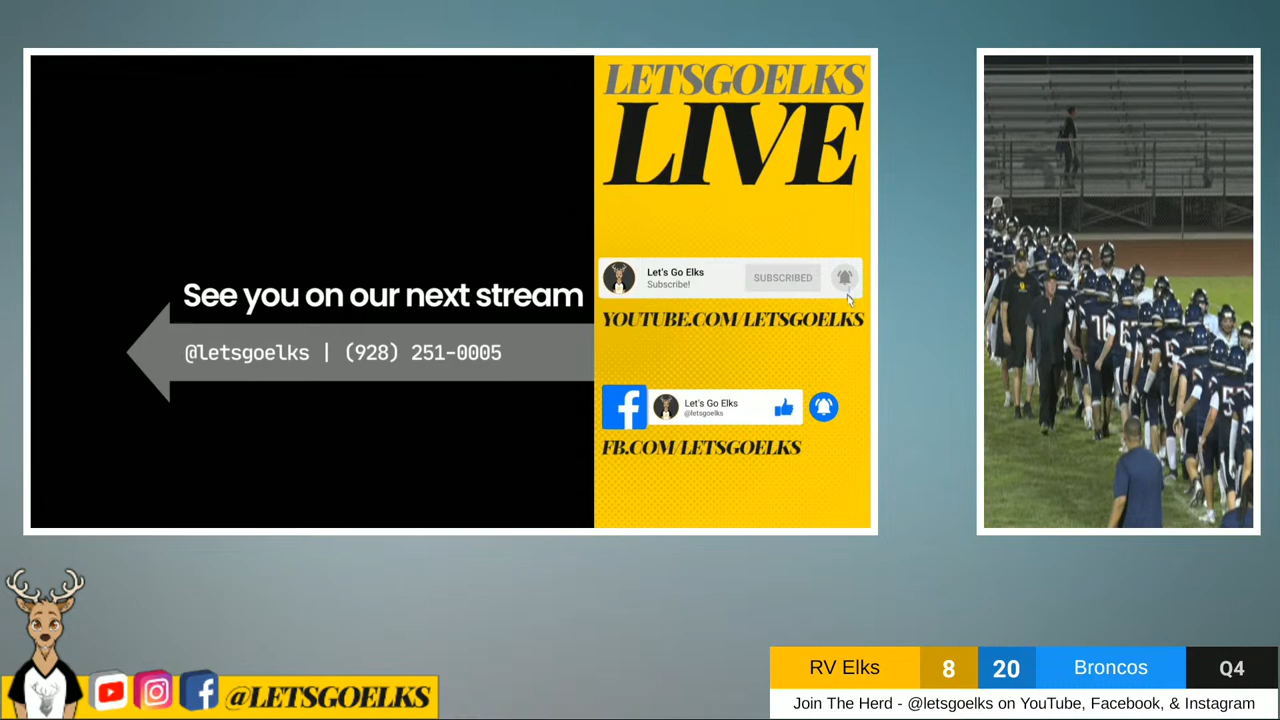 LETSGOELKS
LIVE
Let's Go Elks
Subscribe!
SUBSCRIBED
YOUTUBE.COM/LETSGOELKS
See you on our next stream
@letsgoelks | (928) 251-0005
Let's Go Elks
@letsgoelks
FB.COM/LETSGOELKS
16
@LETSGOELKS
RV Elks 8 20 Broncos Q4
Join The Herd - @letsgoelks on YouTube, Facebook, & Instagram